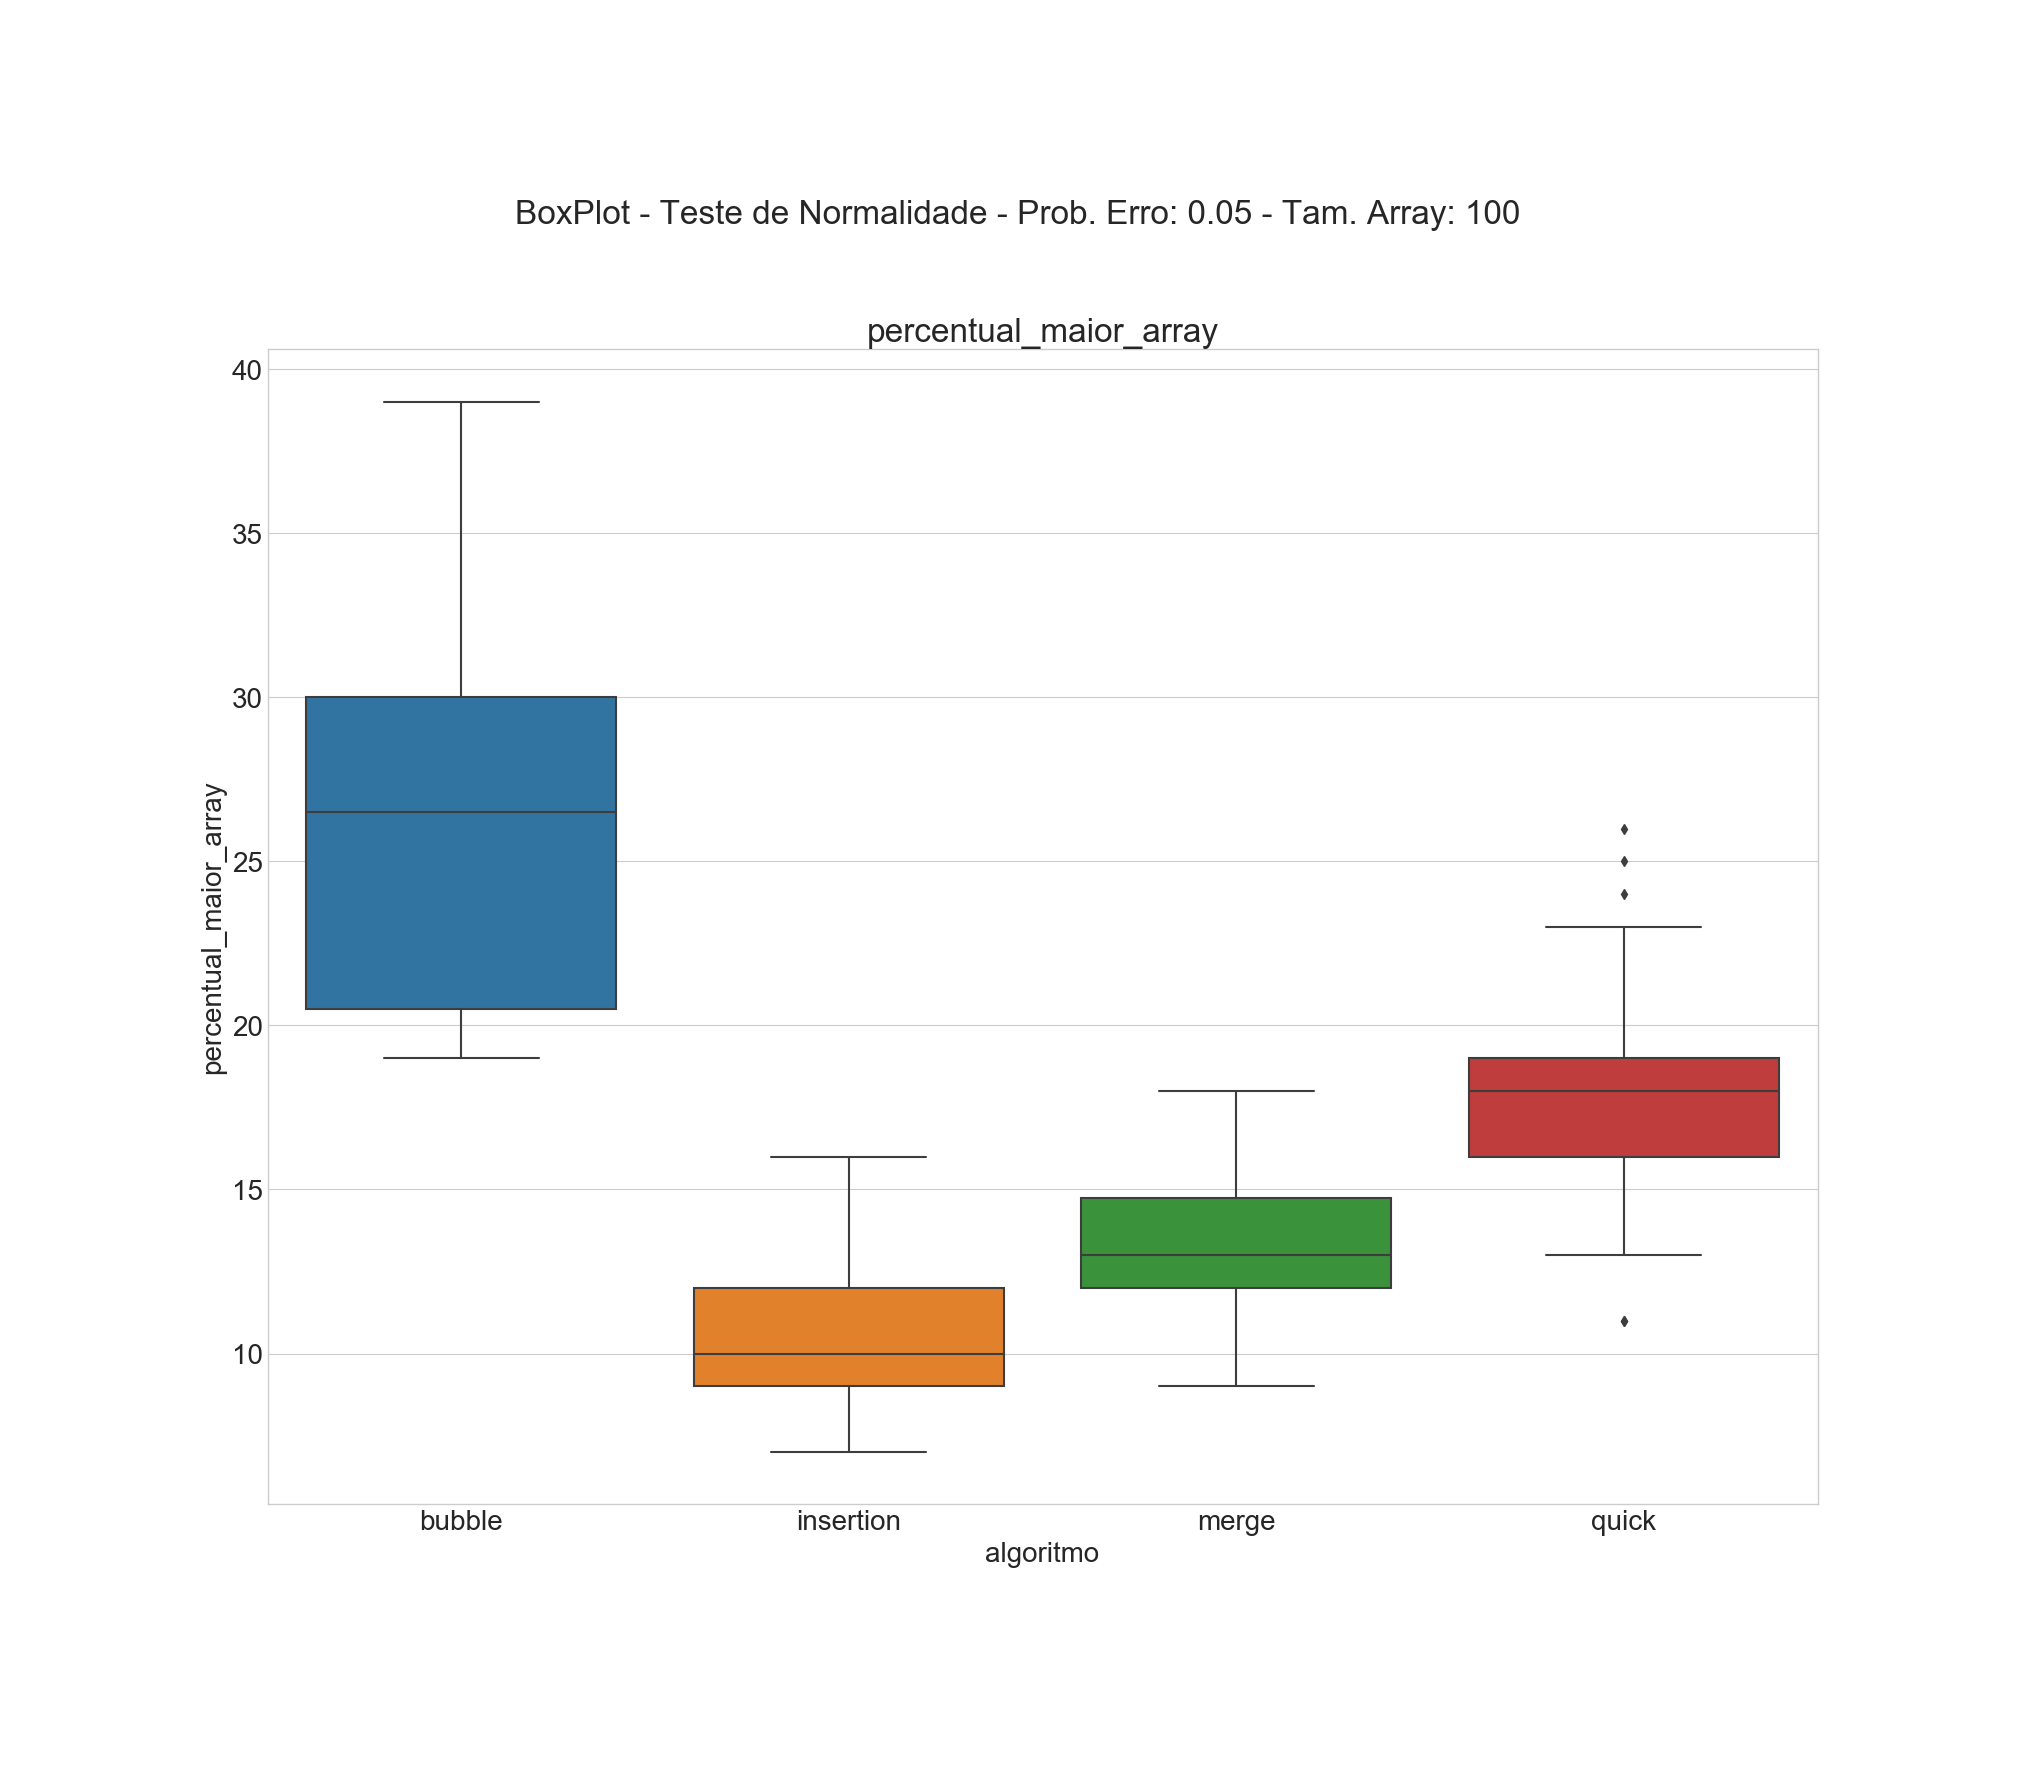 BoxPlot - Teste de Normalidade - Prob. Erro: 0.05 - Tam. Array: 100
percentual_maior_array
percentual_maior_array
40
35
30
25
20
15
10
bubble
insertion
merge
quick
algoritmo